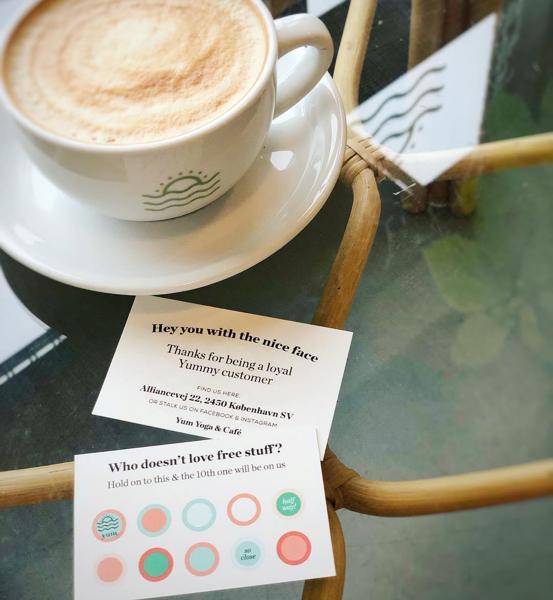 Hey you with the nice face
Thanks for being a loyal
Yummy customer
FIND US HERE:
Alliancevej 22, 2450 København SV
OR STALK US ON FACEBOOK & INSTAGRAM
Yum Yoga & Café
Who doesn't love free stuff?
Hold on to this & the 10th one will be on us
yum
half
way!
so
close